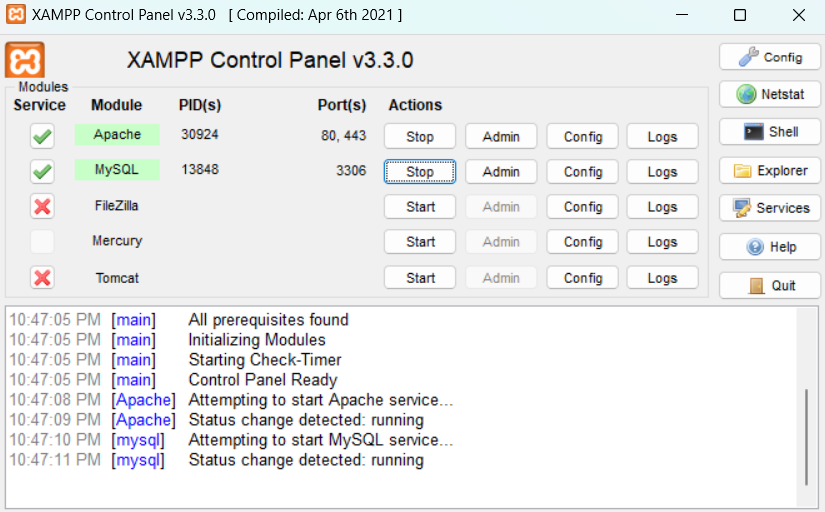 XAMPP Control Panel v3.3.0 [ Compiled: Apr 6th 2021 ]
XAMPP Control Panel v3.3.0
Config
Modules
Service Module PID(s) Port(s) Actions
Netstat
Apache 30924 80, 443 Stop Admin Config Logs
Shell
MySQL 13848 3306 Stop Admin Config Logs
Explorer
FileZilla Start Admin Config Logs
Services
Mercury Start Admin Config Logs
Help
Tomcat Start Admin Config Logs
Quit
10:47:05 PM [main] All prerequisites found
10:47:05 PM [main] Initializing Modules
10:47:05 PM [main] Starting Check-Timer
10:47:05 PM [main] Control Panel Ready
10:47:08 PM [Apache] Attempting to start Apache service...
10:47:09 PM [Apache] Status change detected: running
10:47:10 PM [mysql] Attempting to start MySQL service...
10:47:11 PM [mysql] Status change detected: running